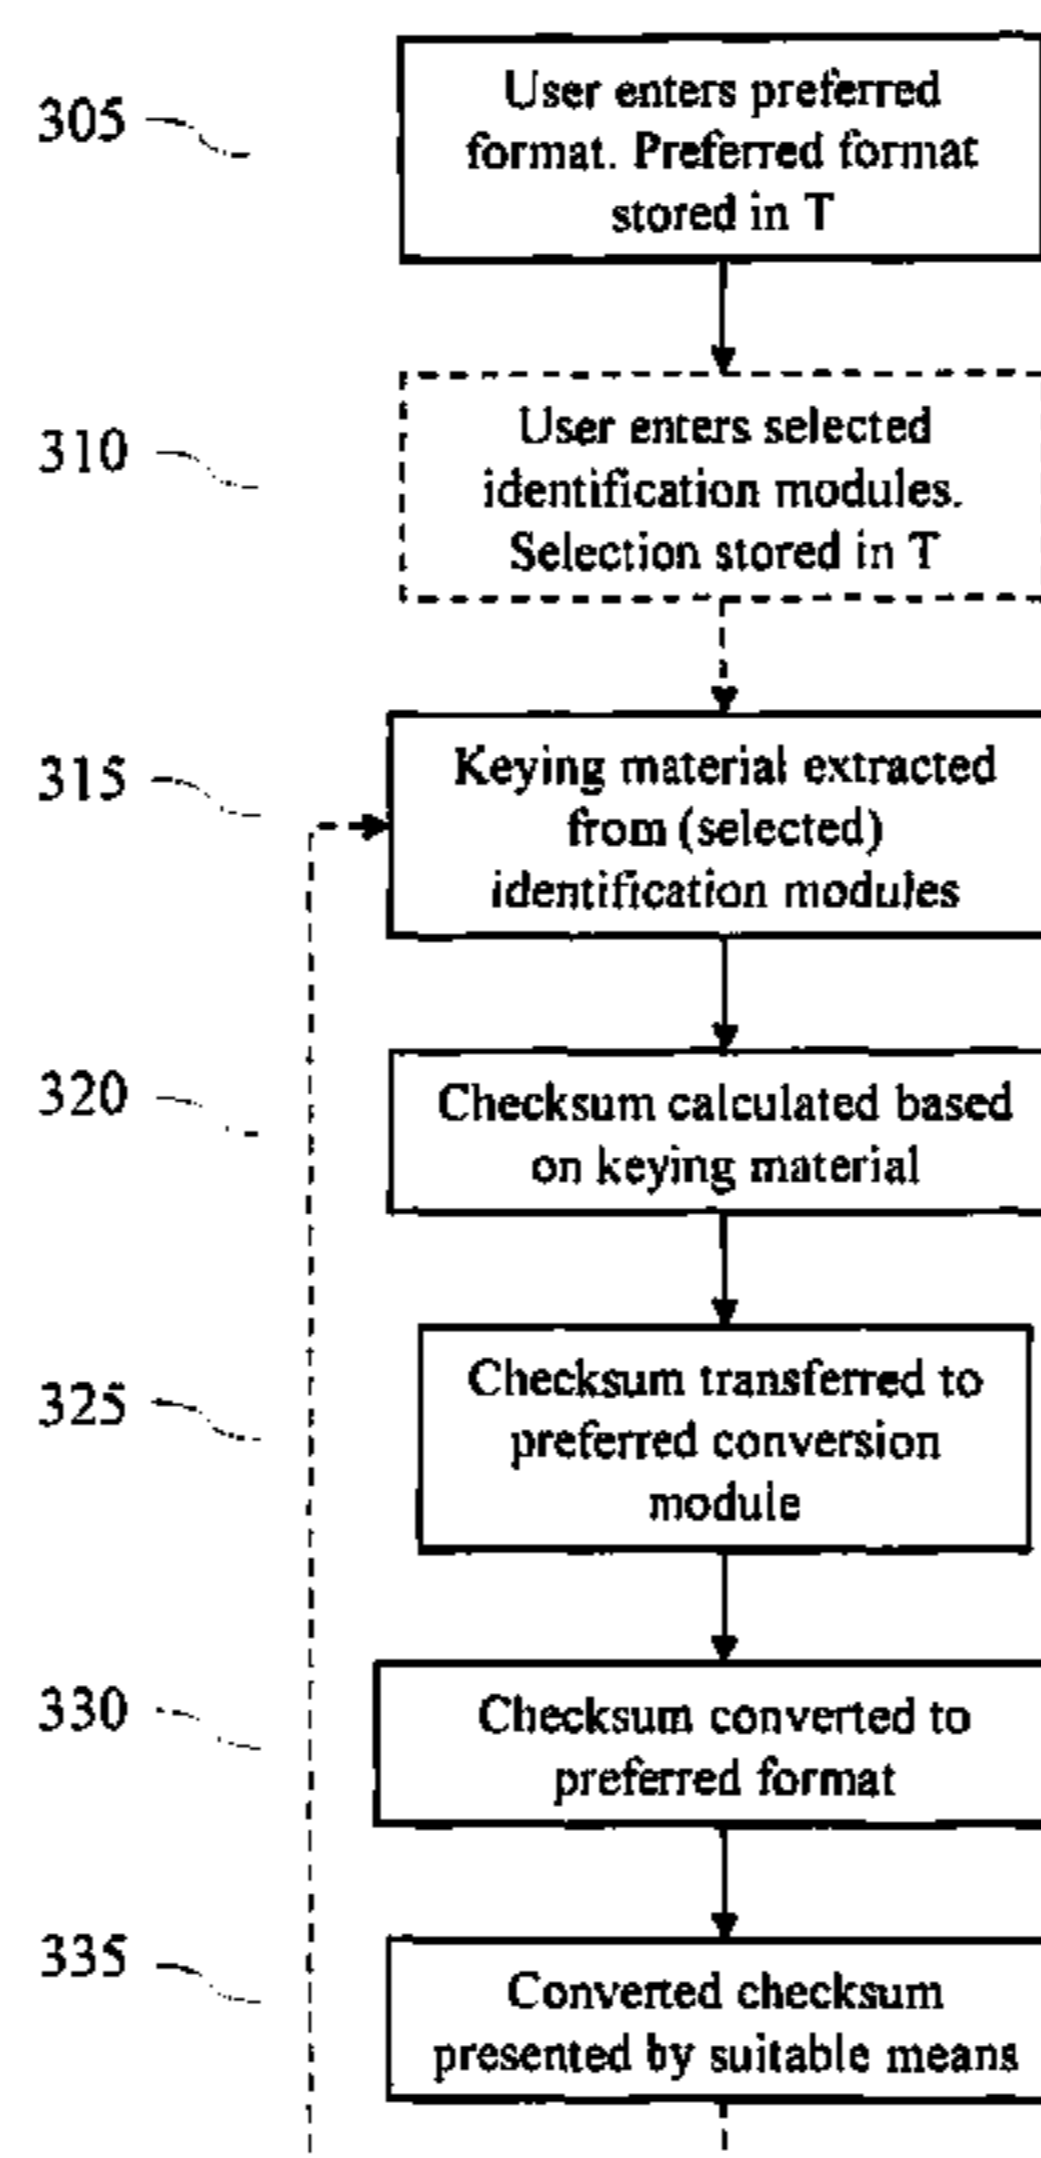 305
User enters preferred
format. Preferred format
stored in T
310
User enters selected
identification modules.
Selection stored in T
315
Keying material extracted
from (selected)
identification modules
320
Checksum calculated based
on keying material
325
Checksum transferred to
preferred conversion
module
330
Checksum converted to
preferred format
335
Converted checksum
presented by suitable means